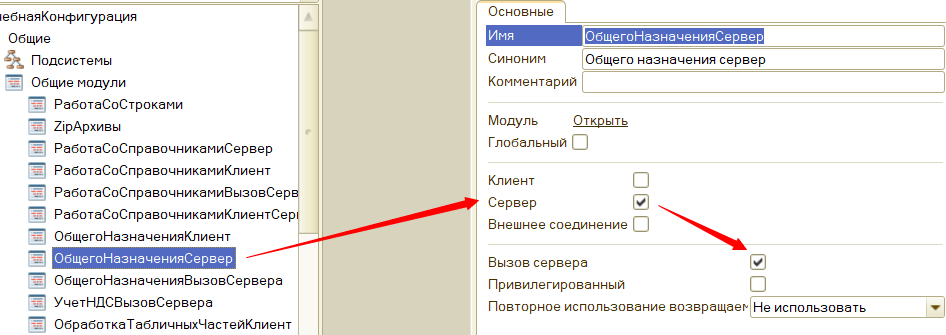 ебнаяКонфигурация
Общие
Подсистемы
Общие модули
РаботаСоСтроками
ZipАрхивы
РаботаСоСправочникамиСервер
РаботаСоСправочникамиКлиент
РаботаСоСправочникамиВызовСерв
РаботаСоСправочникамиКлиентСер
ОбщегоНазначенияКлиент
ОбщегоНазначенияСервер
ОбщегоНазначенияВызовСервера
УчетНДСВызовСервера
ОбработкаТабличныхЧастейКлиент
Основные
Имя ОбщегоНазначенияСервер
Синоним Общего назначения сервер
Комментарий
Модуль Открыть
Глобальный
Клиент
Сервер
Внешнее соединение
Вызов сервера
Привилегированный
Повторное использование возвращаем Не использовать